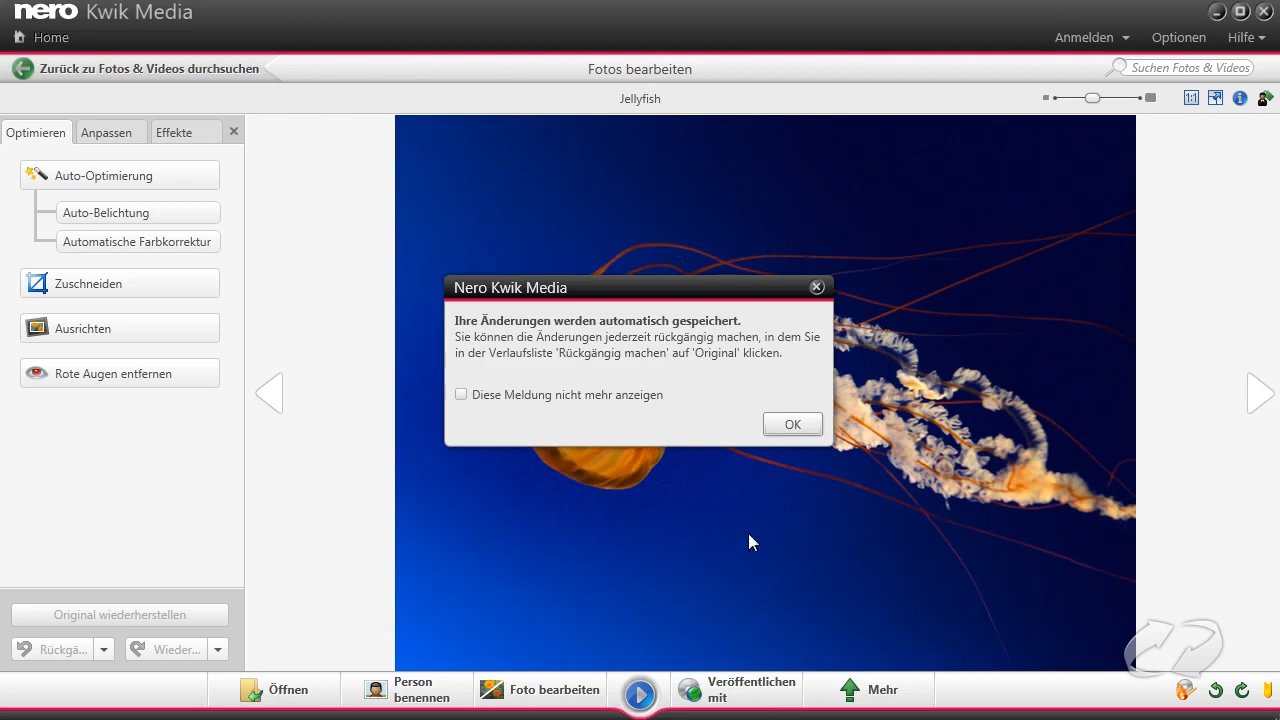 nero Kwik Media
Home
Anmelden
Optionen
Hilfe
Zurück zu Fotos & Videos durchsuchen
Fotos bearbeiten
Suchen Fotos & Videos
Jellyfish
1:1
Optimieren
Anpassen
Effekte
Auto-Optimierung
Auto-Belichtung
Automatische Farbkorrektur
Zuschneiden
Ausrichten
Rote Augen entfernen
Nero Kwik Media
Ihre Änderungen werden automatisch gespeichert.
Sie können die Änderungen jederzeit rückgängig machen, in dem Sie
in der Verlaufsliste 'Rückgängig machen' auf 'Original' klicken.
Diese Meldung nicht mehr anzeigen
OK
Original wiederherstellen
Rückgä...
Wieder...
Öffnen
Person
benennen
Foto bearbeiten
Veröffentlichen
mit
Mehr